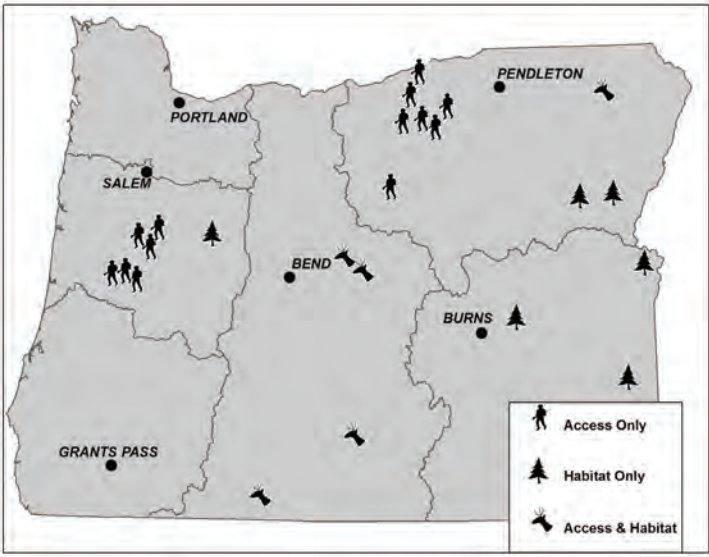 PENDLETON
PORTLAND
SALEM
BEND
BURNS
GRANTS PASS
Access Only
Habitat Only
Access & Habitat